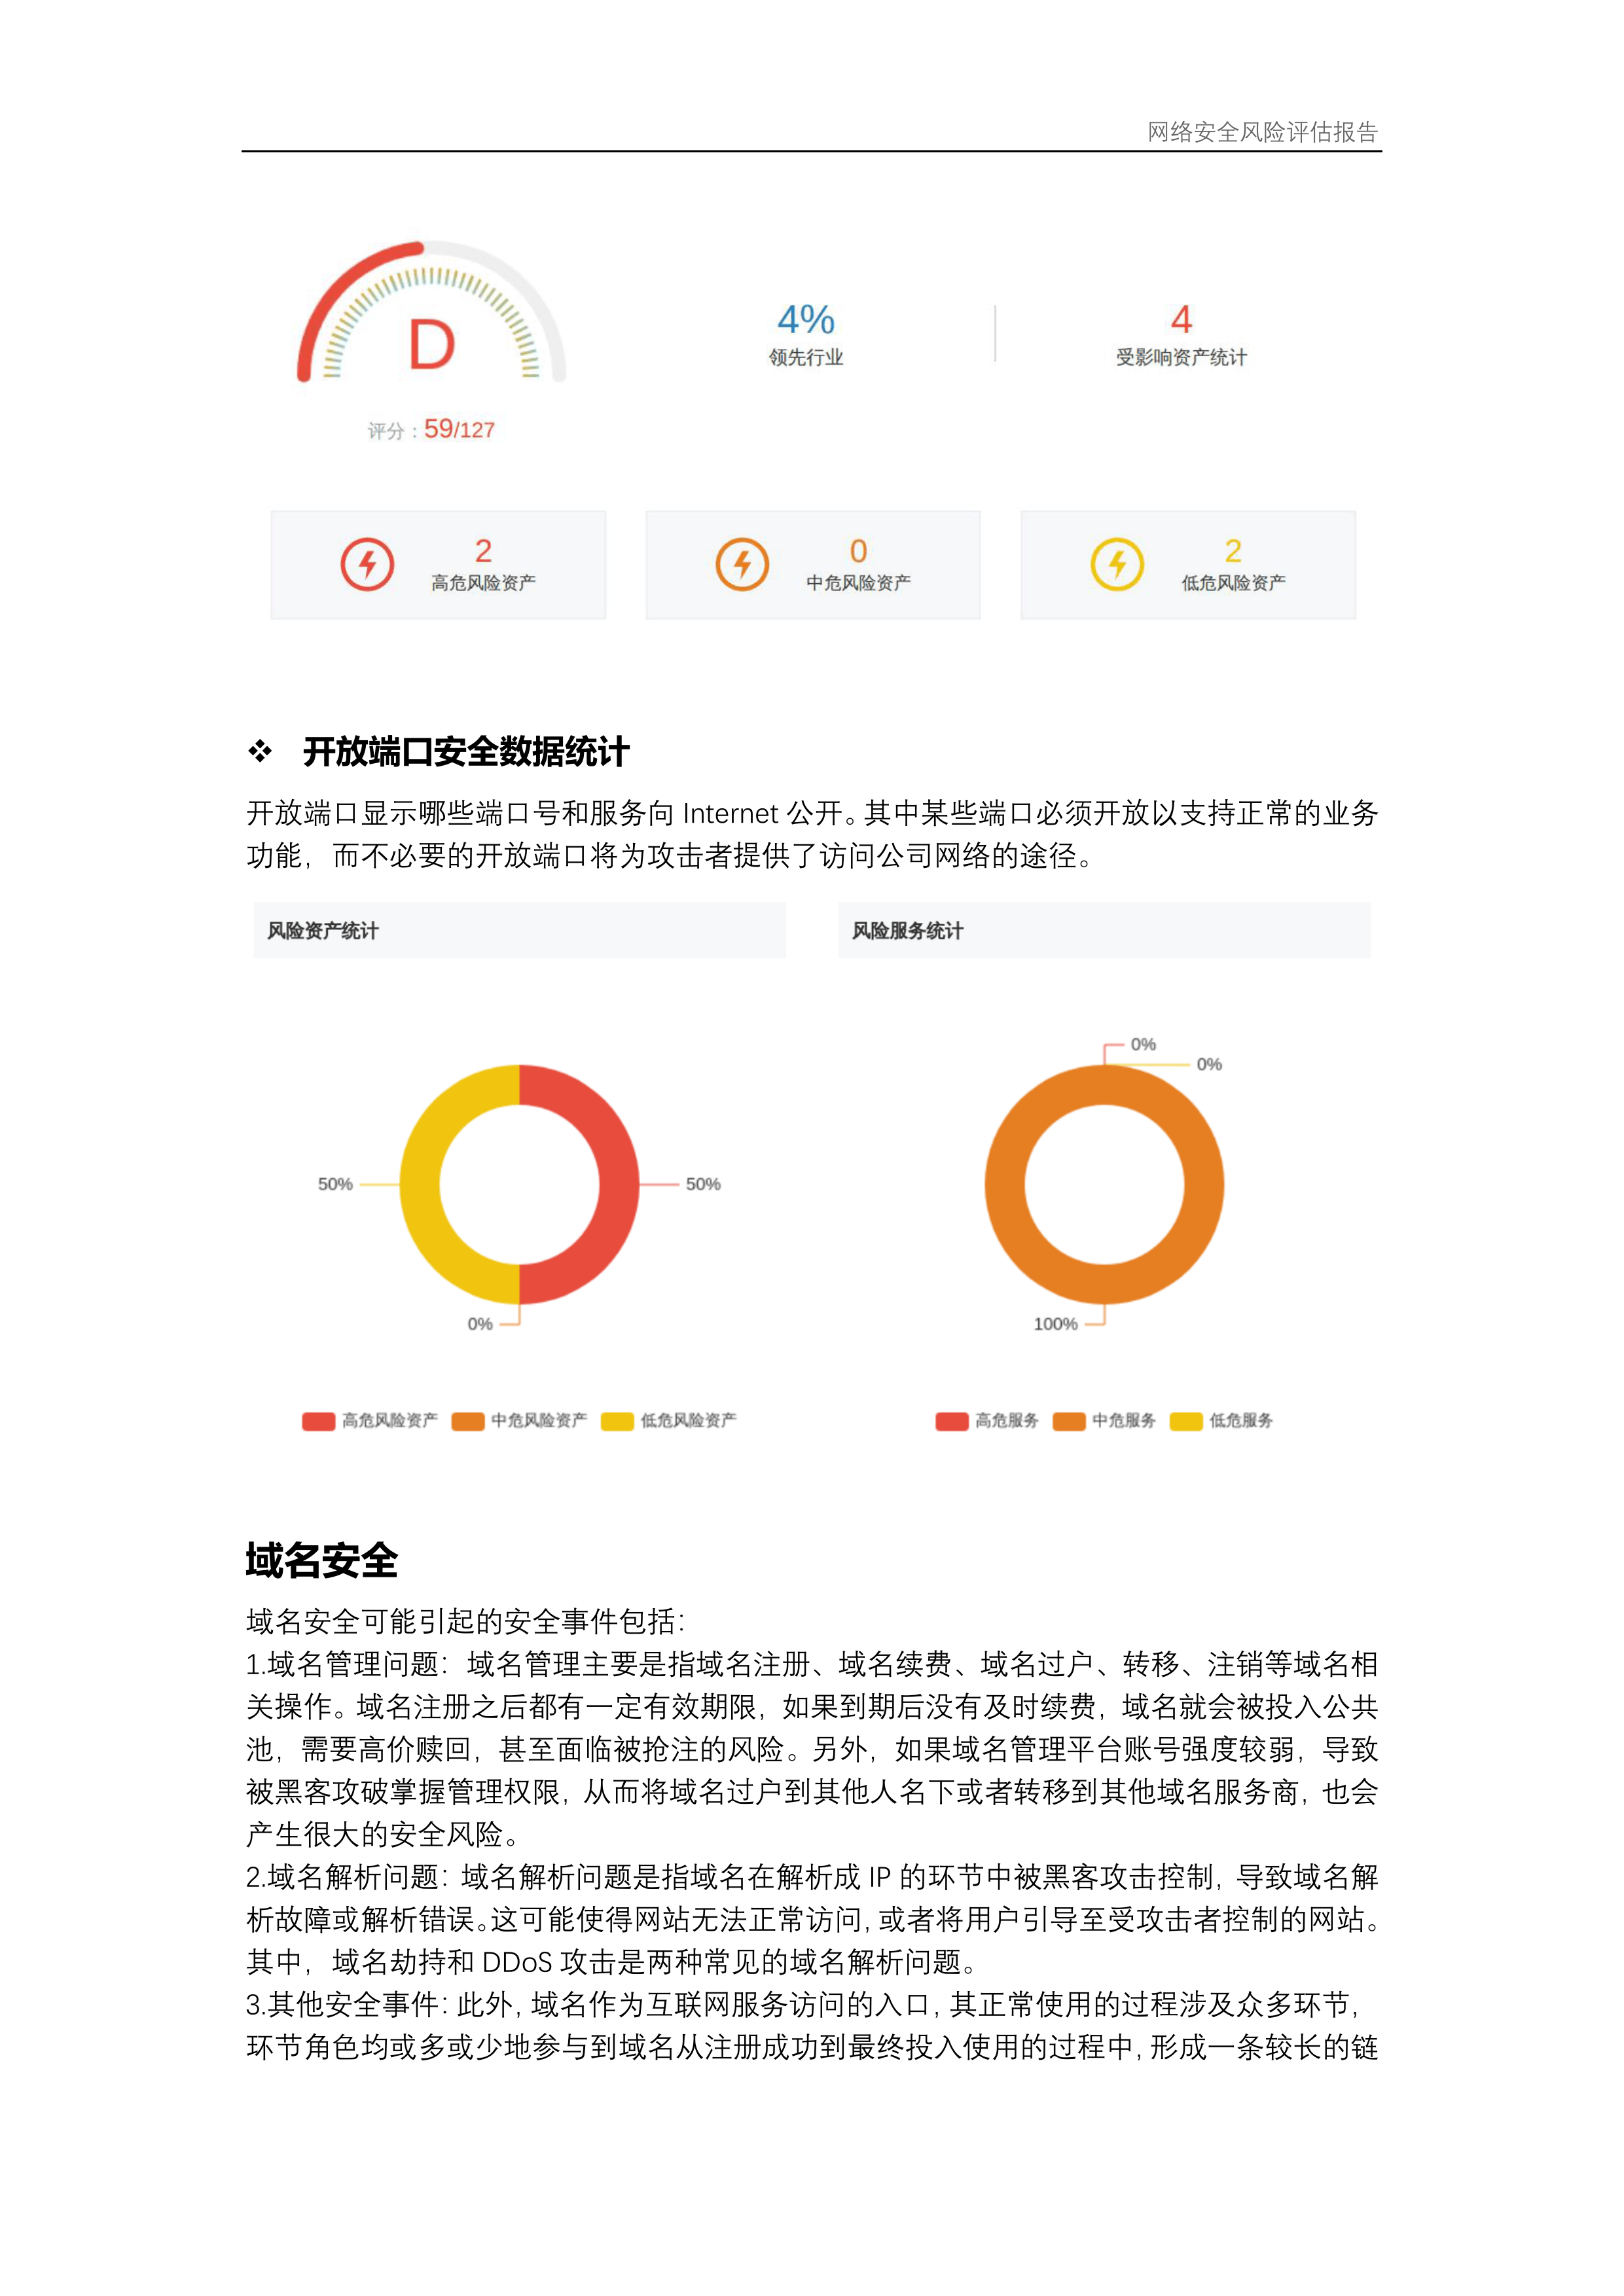 网络安全风险评估报告
D
评分：59/127
4%
领先行业
4
受影响资产统计
2
高危风险资产
0
中危风险资产
2
低危风险资产
❖ 开放端口安全数据统计
开放端口显示哪些端口号和服务向 Internet 公开。其中某些端口必须开放以支持正常的业务
功能，而不必要的开放端口将为攻击者提供了访问公司网络的途径。
风险资产统计
50%
50%
0%
高危风险资产 中危风险资产 低危风险资产
风险服务统计
0%
0%
100%
高危服务 中危服务 低危服务
域名安全
域名安全可能引起的安全事件包括：
1.域名管理问题：域名管理主要是指域名注册、域名续费、域名过户、转移、注销等域名相
关操作。域名注册之后都有一定有效期限，如果到期后没有及时续费，域名就会被投入公共
池，需要高价赎回，甚至面临被抢注的风险。另外，如果域名管理平台账号强度较弱，导致
被黑客攻破掌握管理权限，从而将域名过户到其他人名下或者转移到其他域名服务商，也会
产生很大的安全风险。
2.域名解析问题：域名解析问题是指域名在解析成 IP 的环节中被黑客攻击控制，导致域名解
析故障或解析错误。这可能使得网站无法正常访问，或者将用户引导至受攻击者控制的网站。
其中，域名劫持和 DDoS 攻击是两种常见的域名解析问题。
3.其他安全事件：此外，域名作为互联网服务访问的入口，其正常使用的过程涉及众多环节，
环节角色均或多或少地参与到域名从注册成功到最终投入使用的过程中，形成一条较长的链